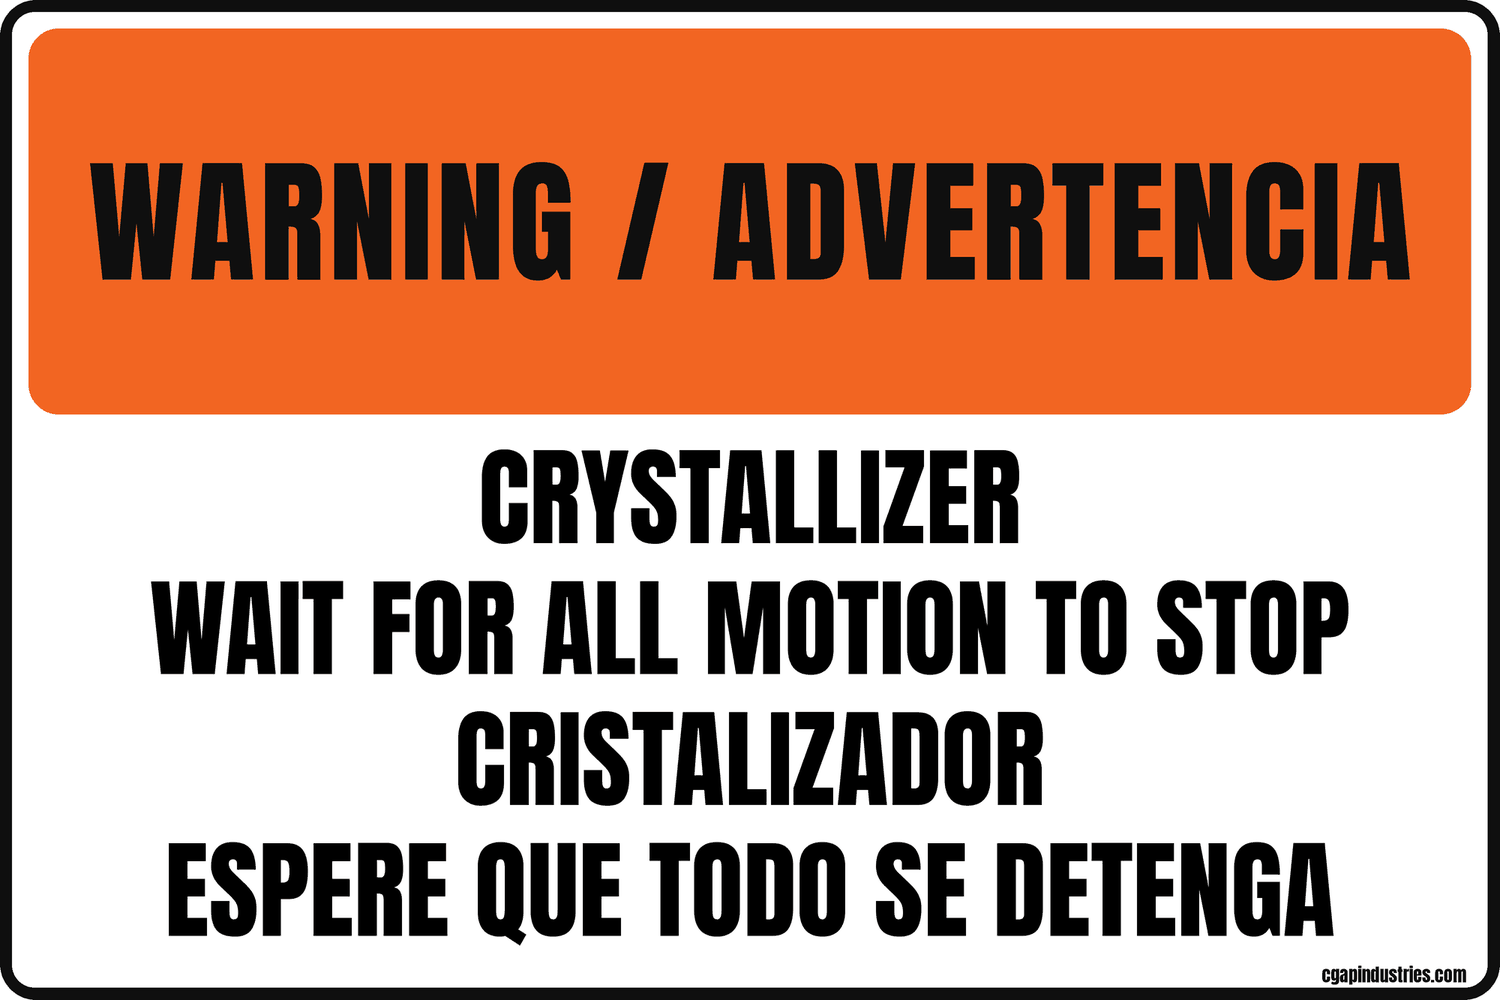 WARNING / ADVERTENCIA
CRYSTALLIZER
WAIT FOR ALL MOTION TO STOP
CRISTALIZADOR
ESPERE QUE TODO SE DETENGA
cgapindustries.com